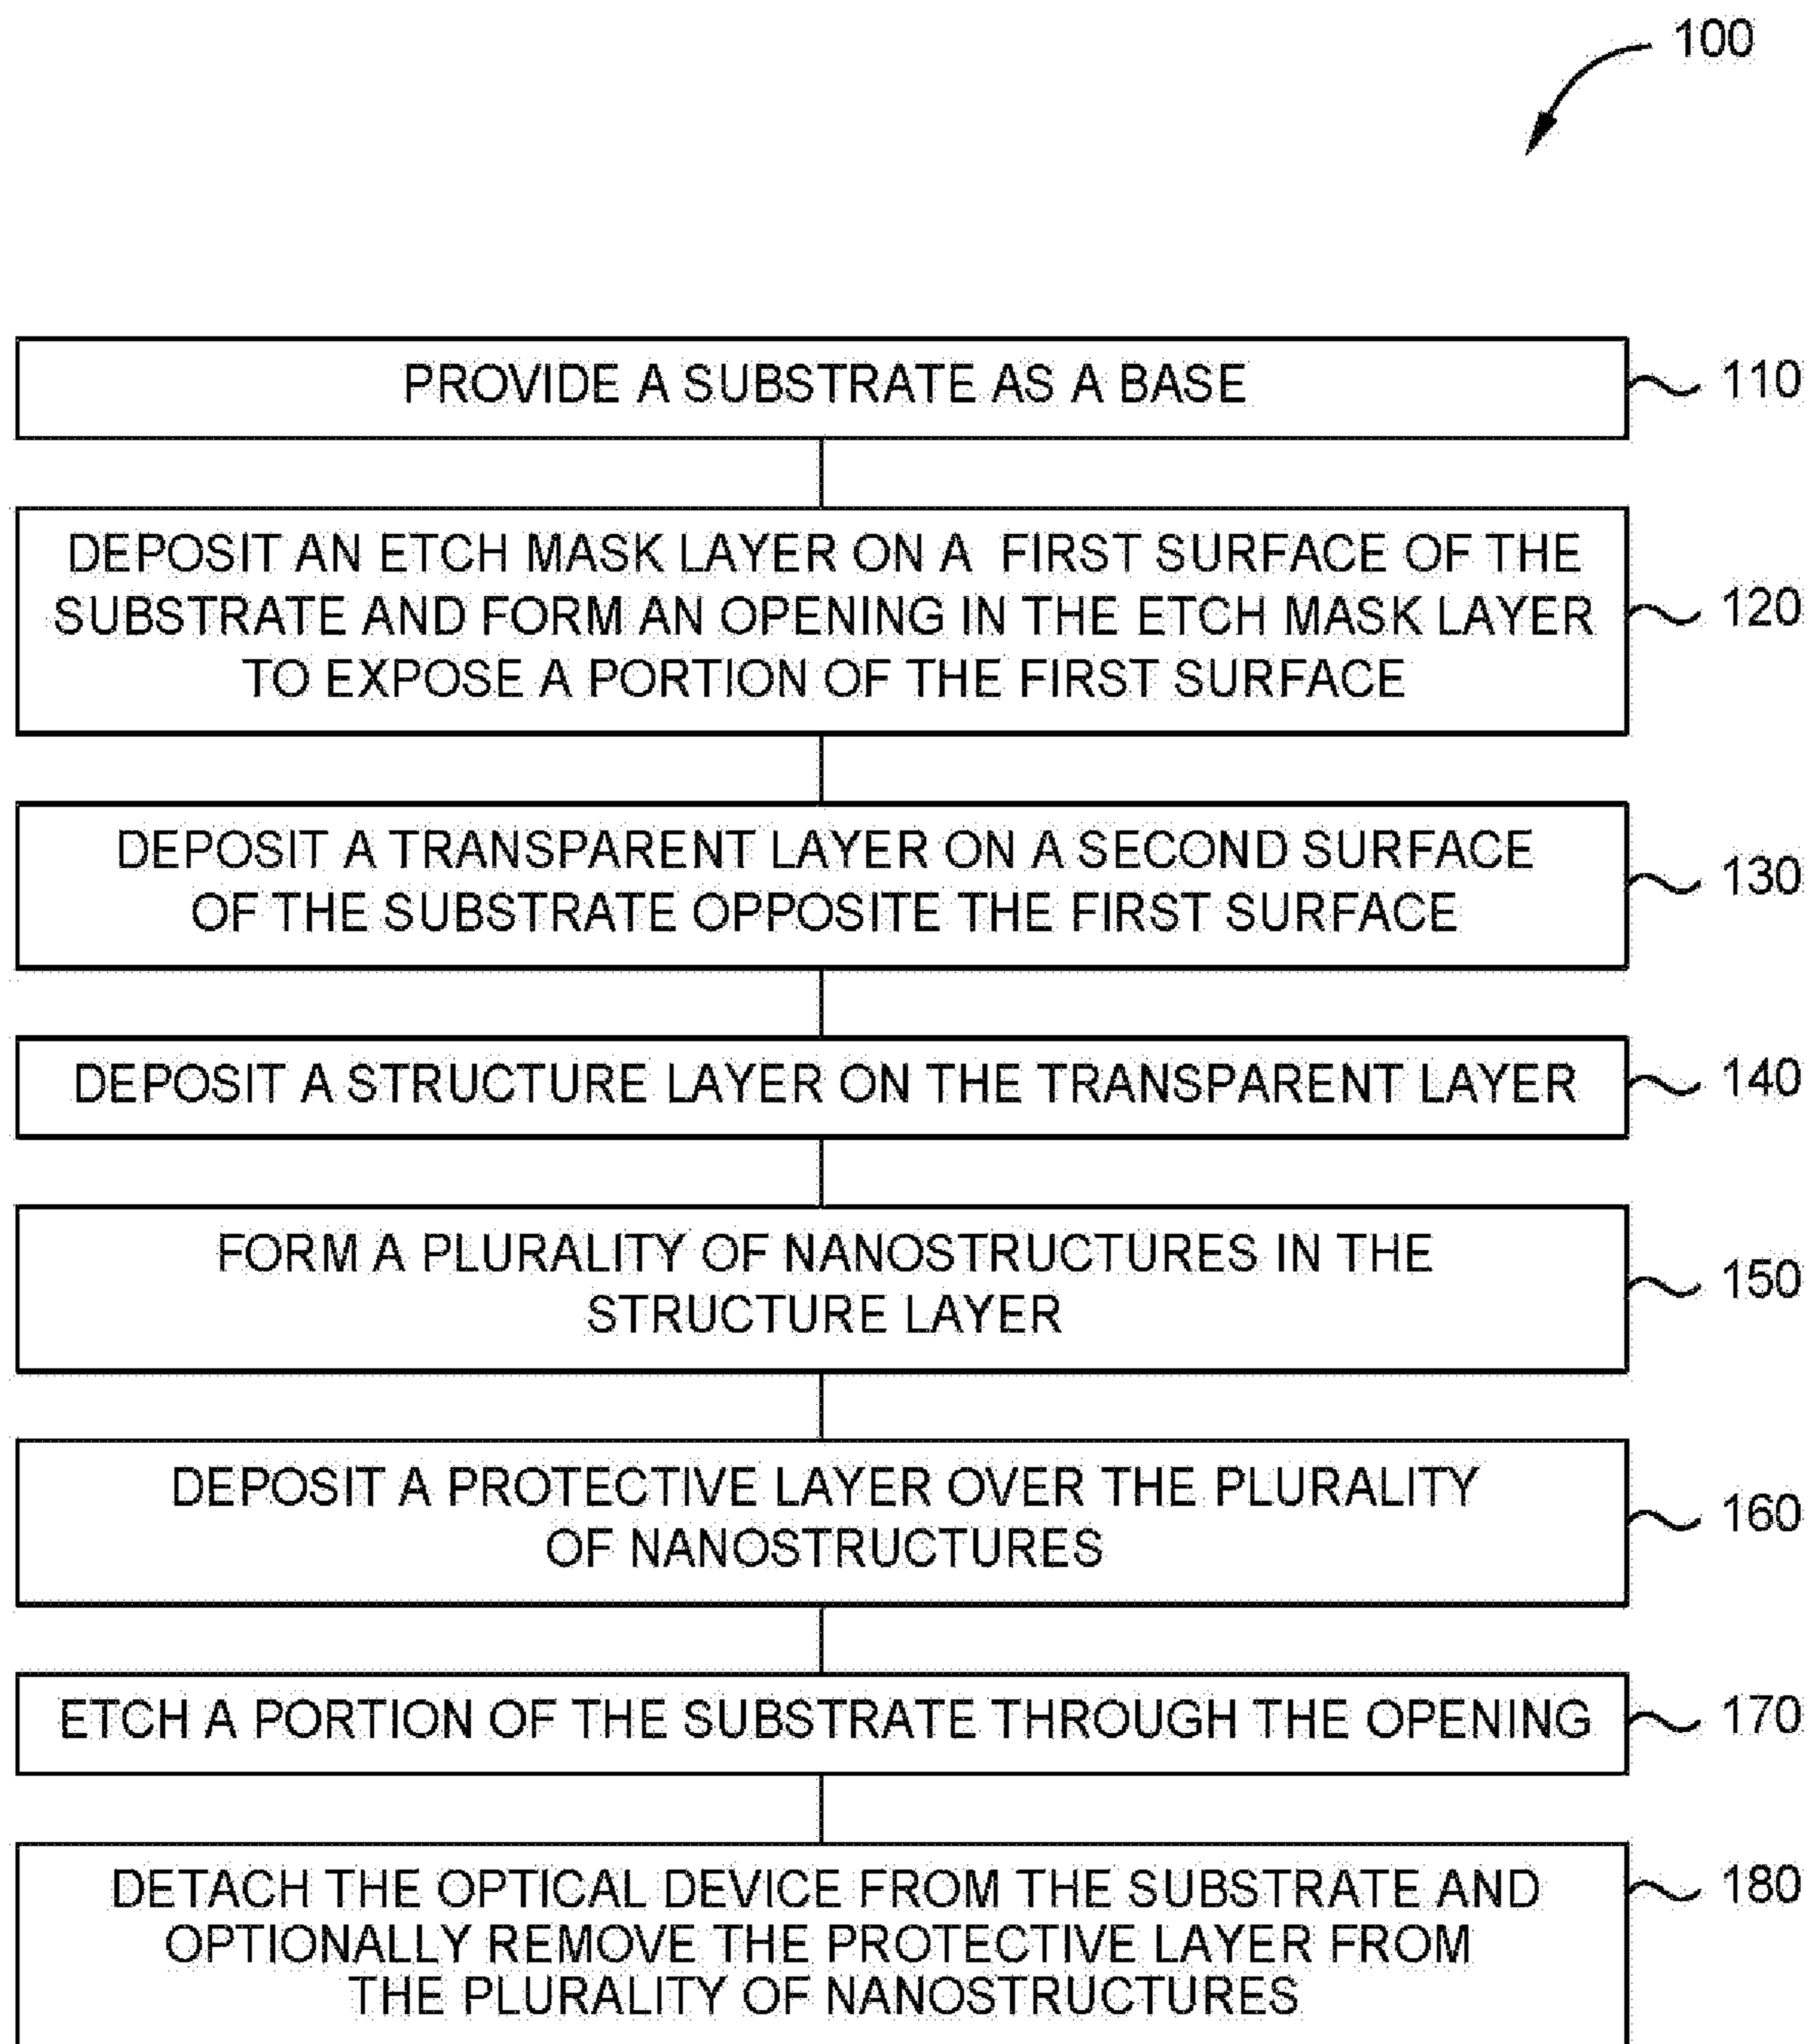 100
PROVIDE A SUBSTRATE AS A BASE
110
DEPOSIT AN ETCH MASK LAYER ON A FIRST SURFACE OF THE
SUBSTRATE AND FORM AN OPENING IN THE ETCH MASK LAYER
TO EXPOSE A PORTION OF THE FIRST SURFACE
120
DEPOSIT A TRANSPARENT LAYER ON A SECOND SURFACE
OF THE SUBSTRATE OPPOSITE THE FIRST SURFACE
130
DEPOSIT A STRUCTURE LAYER ON THE TRANSPARENT LAYER
140
FORM A PLURALITY OF NANOSTRUCTURES IN THE
STRUCTURE LAYER
150
DEPOSIT A PROTECTIVE LAYER OVER THE PLURALITY
OF NANOSTRUCTURES
160
ETCH A PORTION OF THE SUBSTRATE THROUGH THE OPENING
170
DETACH THE OPTICAL DEVICE FROM THE SUBSTRATE AND
OPTIONALLY REMOVE THE PROTECTIVE LAYER FROM
THE PLURALITY OF NANOSTRUCTURES
180